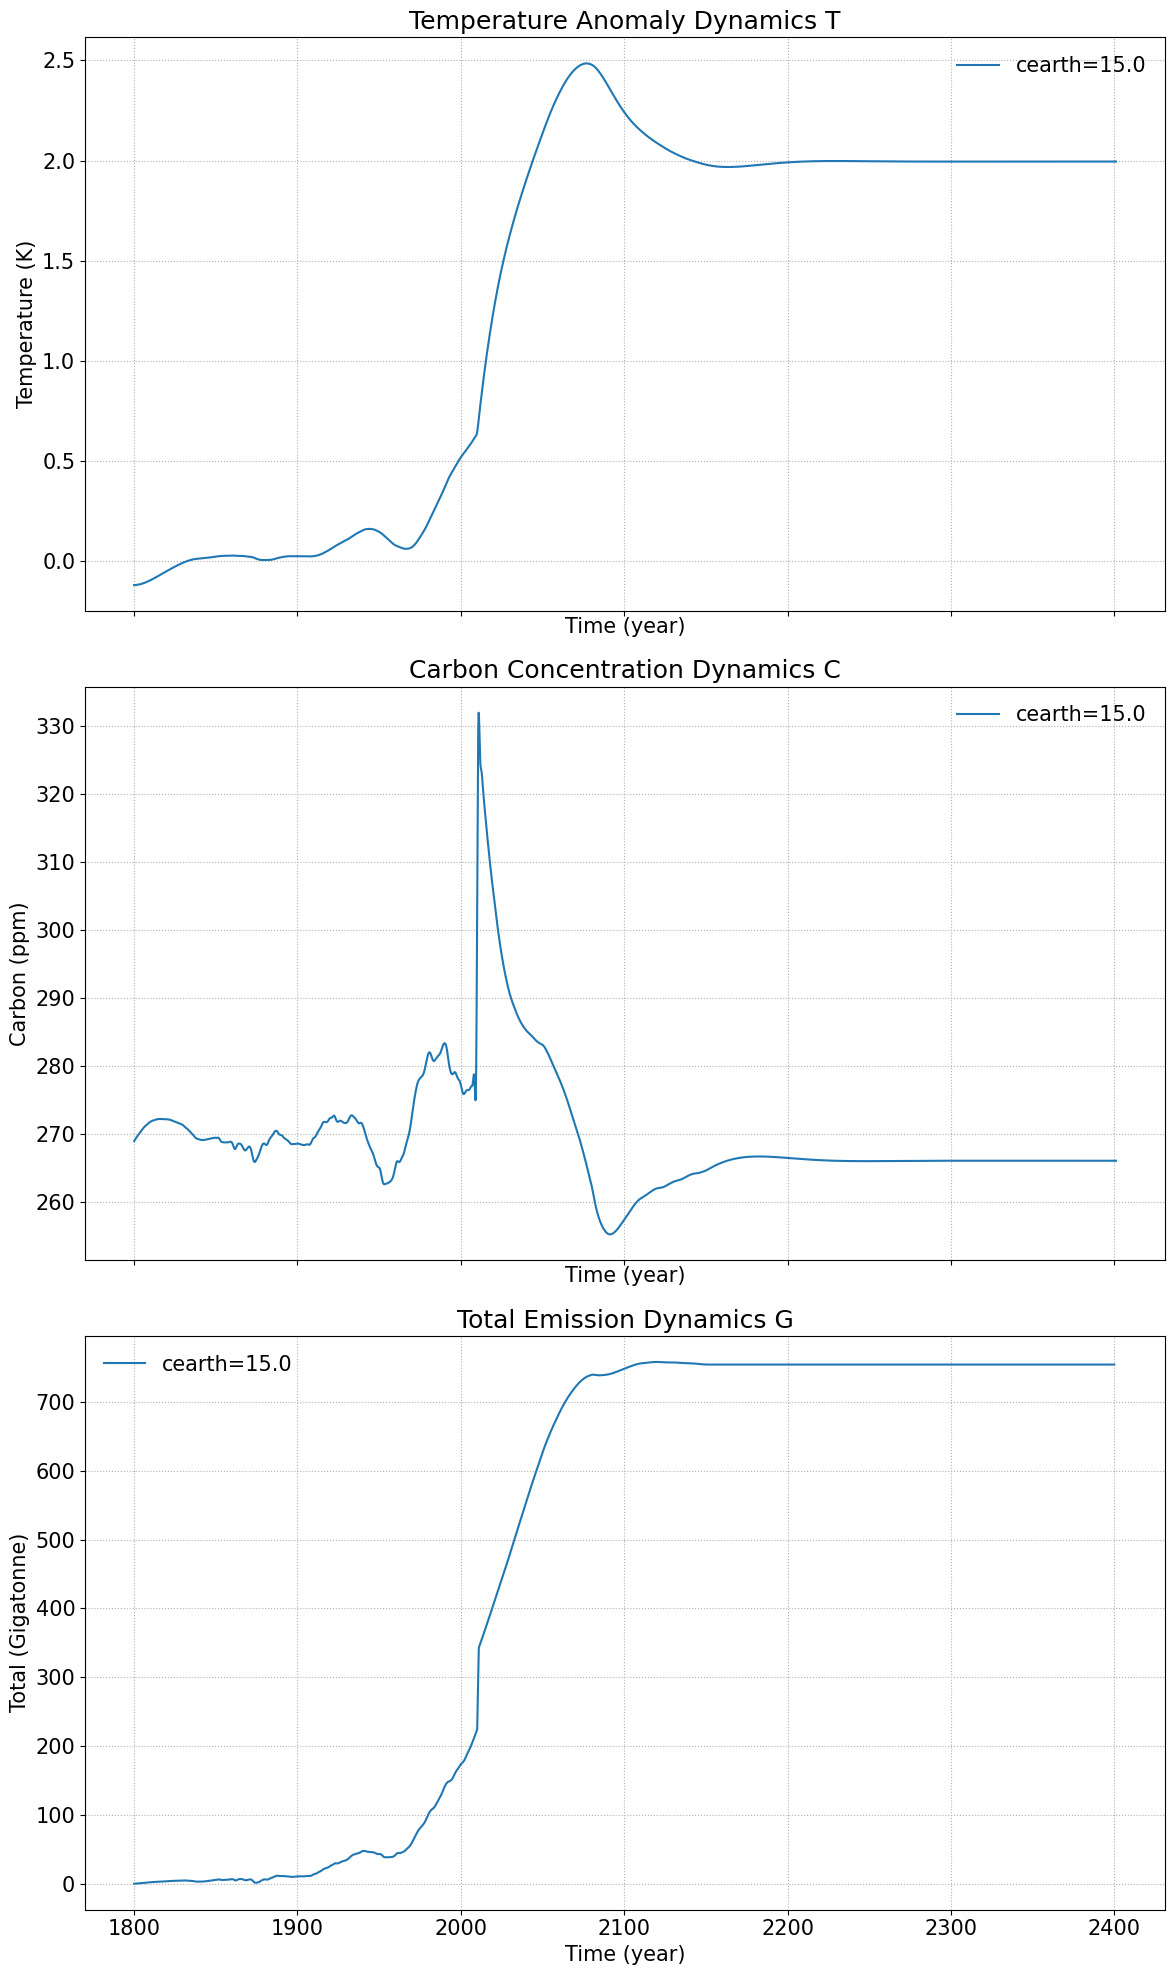 Temperature Anomaly Dynamics T
cearth=15.0
2.5
2.0
1.5
1.0
0.5
0.0
Temperature (K)
Time (year)
Carbon Concentration Dynamics C
cearth=15.0
330
320
310
300
290
280
270
260
Carbon (ppm)
Time (year)
Total Emission Dynamics G
cearth=15.0
700
600
500
400
300
200
100
0
Total (Gigatonne)
1800 1900 2000 2100 2200 2300 2400
Time (year)